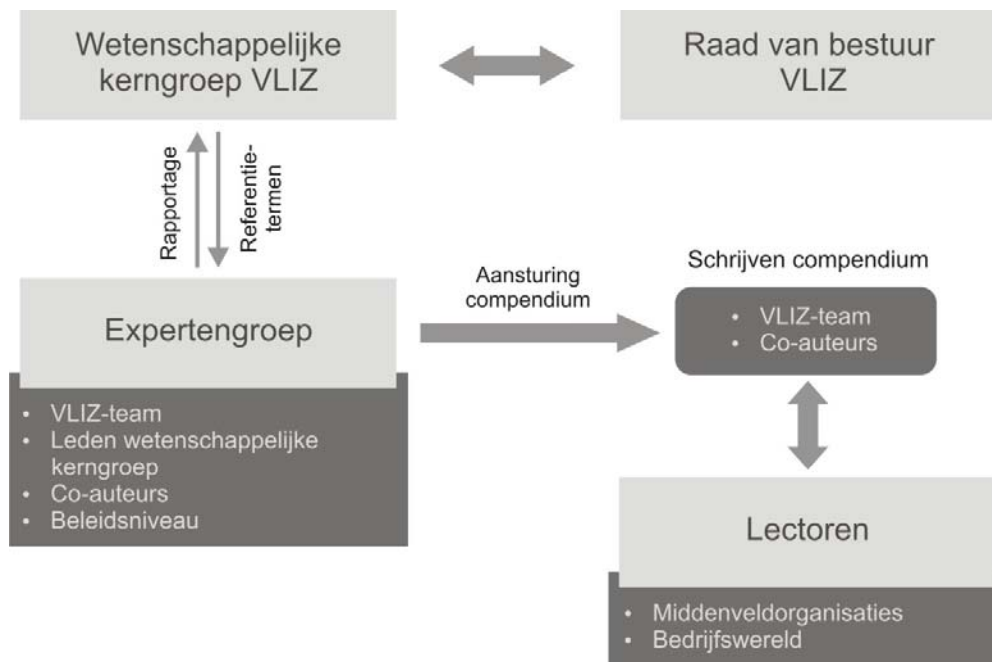 Wetenschappelijke
kerngroep VLIZ
Raad van bestuur
VLIZ
Rapportage
Referentie-
termen
Expertengroep
• VLIZ-team
• Leden wetenschappelijke
kerngroep
• Co-auteurs
• Beleidsniveau
Aansturing
compendium
Schrijven compendium
• VLIZ-team
• Co-auteurs
Lectoren
• Middenveldorganisaties
• Bedrijfswereld